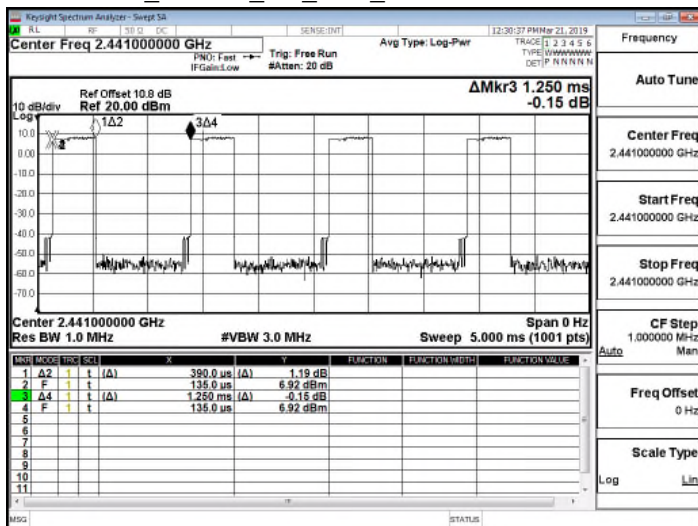 Keysight Spectrum Analyzer - Swept SA
RL RF 50 Ω DC SENSE:INT 12:30:37 PM Mar 21, 2019
Center Freq 2.441000000 GHz
Avg Type: Log-Pwr
TRACE 1 2 3 4 5 6
PNO: Fast
Trig: Free Run
TYPE WWWWWW
IFGain:Low
#Atten: 20 dB
DET P N N N N N
ΔMkr3 1.250 ms
-0.15 dB
Ref Offset 10.8 dB
10 dB/div Ref 20.00 dBm
Log
1Δ2
3Δ4
10.0
0.00
-10.0
-20.0
-30.0
-40.0
-50.0
-60.0
-70.0
Center 2.441000000 GHz Span 0 Hz
Res BW 1.0 MHz #VBW 3.0 MHz Sweep 5.000 ms (1001 pts)
MKR MODE TRC SCL X Y FUNCTION FUNCTION WIDTH FUNCTION VALUE
1 Δ2 1 t (Δ) 390.0 us (Δ) 1.19 dB
2 F 1 t 135.0 us 6.92 dBm
3 Δ4 1 t (Δ) 1.250 ms (Δ) -0.15 dB
4 F 1 t 135.0 us 6.92 dBm
5
6
7
8
9
10
11
MSG STATUS
Frequency
Auto Tune
Center Freq
2.441000000 GHz
Start Freq
2.441000000 GHz
Stop Freq
2.441000000 GHz
CF Step
1.000000 MHz
Auto Man
Freq Offset
0 Hz
Scale Type
Log Lin